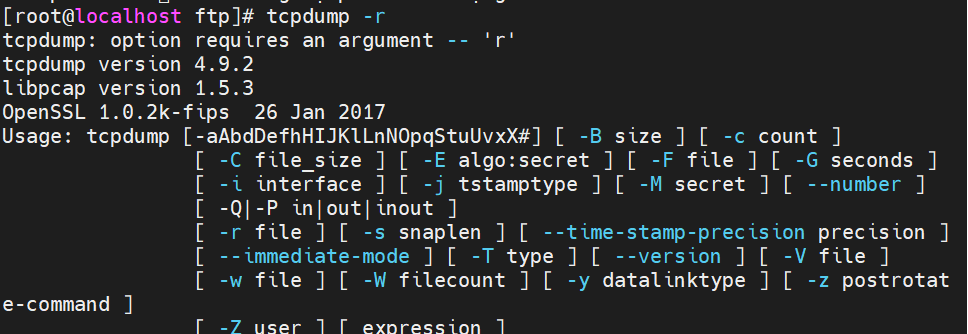 [root@localhost ftp]# tcpdump -r
tcpdump: option requires an argument -- 'r'
tcpdump version 4.9.2
libpcap version 1.5.3
OpenSSL 1.0.2k-fips  26 Jan 2017
Usage: tcpdump [-aAbdDefhHIJKlLnNOpqStuUvxX#] [ -B size ] [ -c count ]
                [ -C file_size ] [ -E algo:secret ] [ -F file ] [ -G seconds ]
                [ -i interface ] [ -j tstamptype ] [ -M secret ] [ --number ]
                [ -Q|-P in|out|inout ]
                [ -r file ] [ -s snaplen ] [ --time-stamp-precision precision ]
                [ --immediate-mode ] [ -T type ] [ --version ] [ -V file ]
                [ -w file ] [ -W filecount ] [ -y datalinktype ] [ -z postrotat
e-command ]
                [ -Z user ] [ expression ]